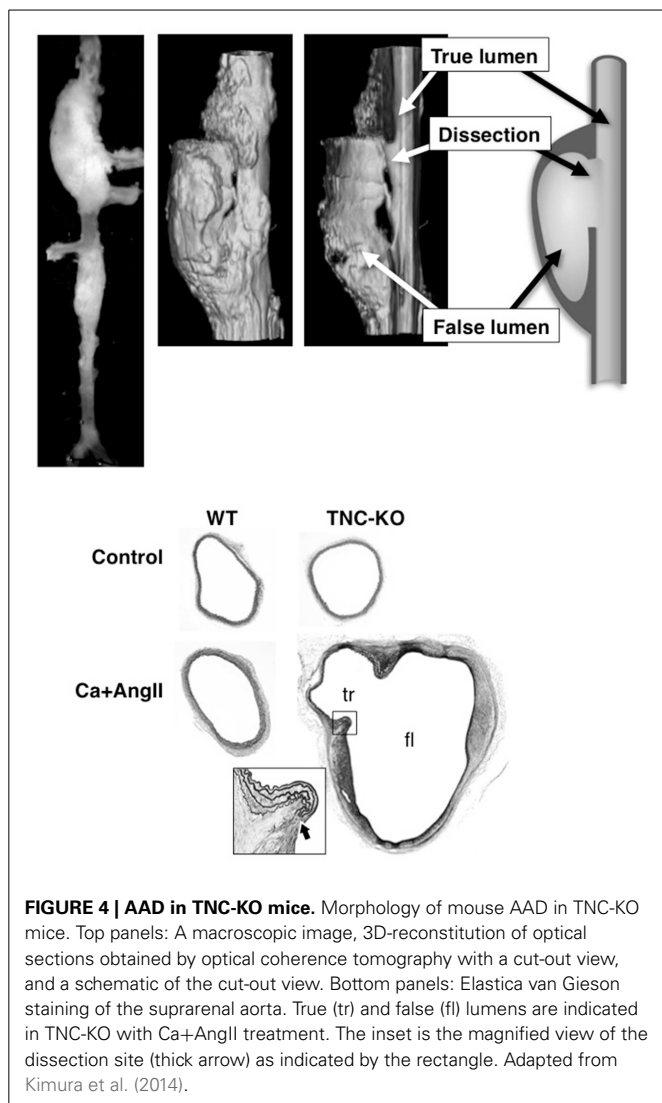 True lumen
Dissection
False lumen
WT
TNC-KO
Control
Ca+AngII
tr
fl
FIGURE 4 | AAD in TNC-KO mice. Morphology of mouse AAD in TNC-KO
mice. Top panels: A macroscopic image, 3D-reconstitution of optical
sections obtained by optical coherence tomography with a cut-out view,
and a schematic of the cut-out view. Bottom panels: Elastica van Gieson
staining of the suprarenal aorta. True (tr) and false (fl) lumens are indicated
in TNC-KO with Ca+AngII treatment. The inset is the magnified view of the
dissection site (thick arrow) as indicated by the rectangle. Adapted from
Kimura et al. (2014).